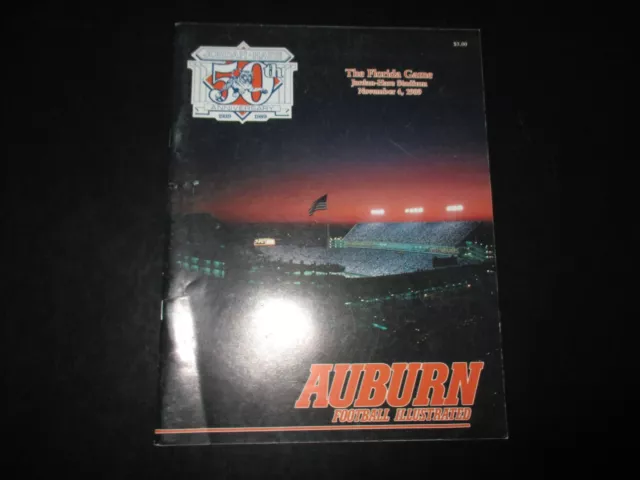 $3.00
50th
ANNIVERSARY
1939 1989
The Florida Game
Jordan-Hare Stadium
November 4, 1989
AUBURN
FOOTBALL ILLUSTRATED